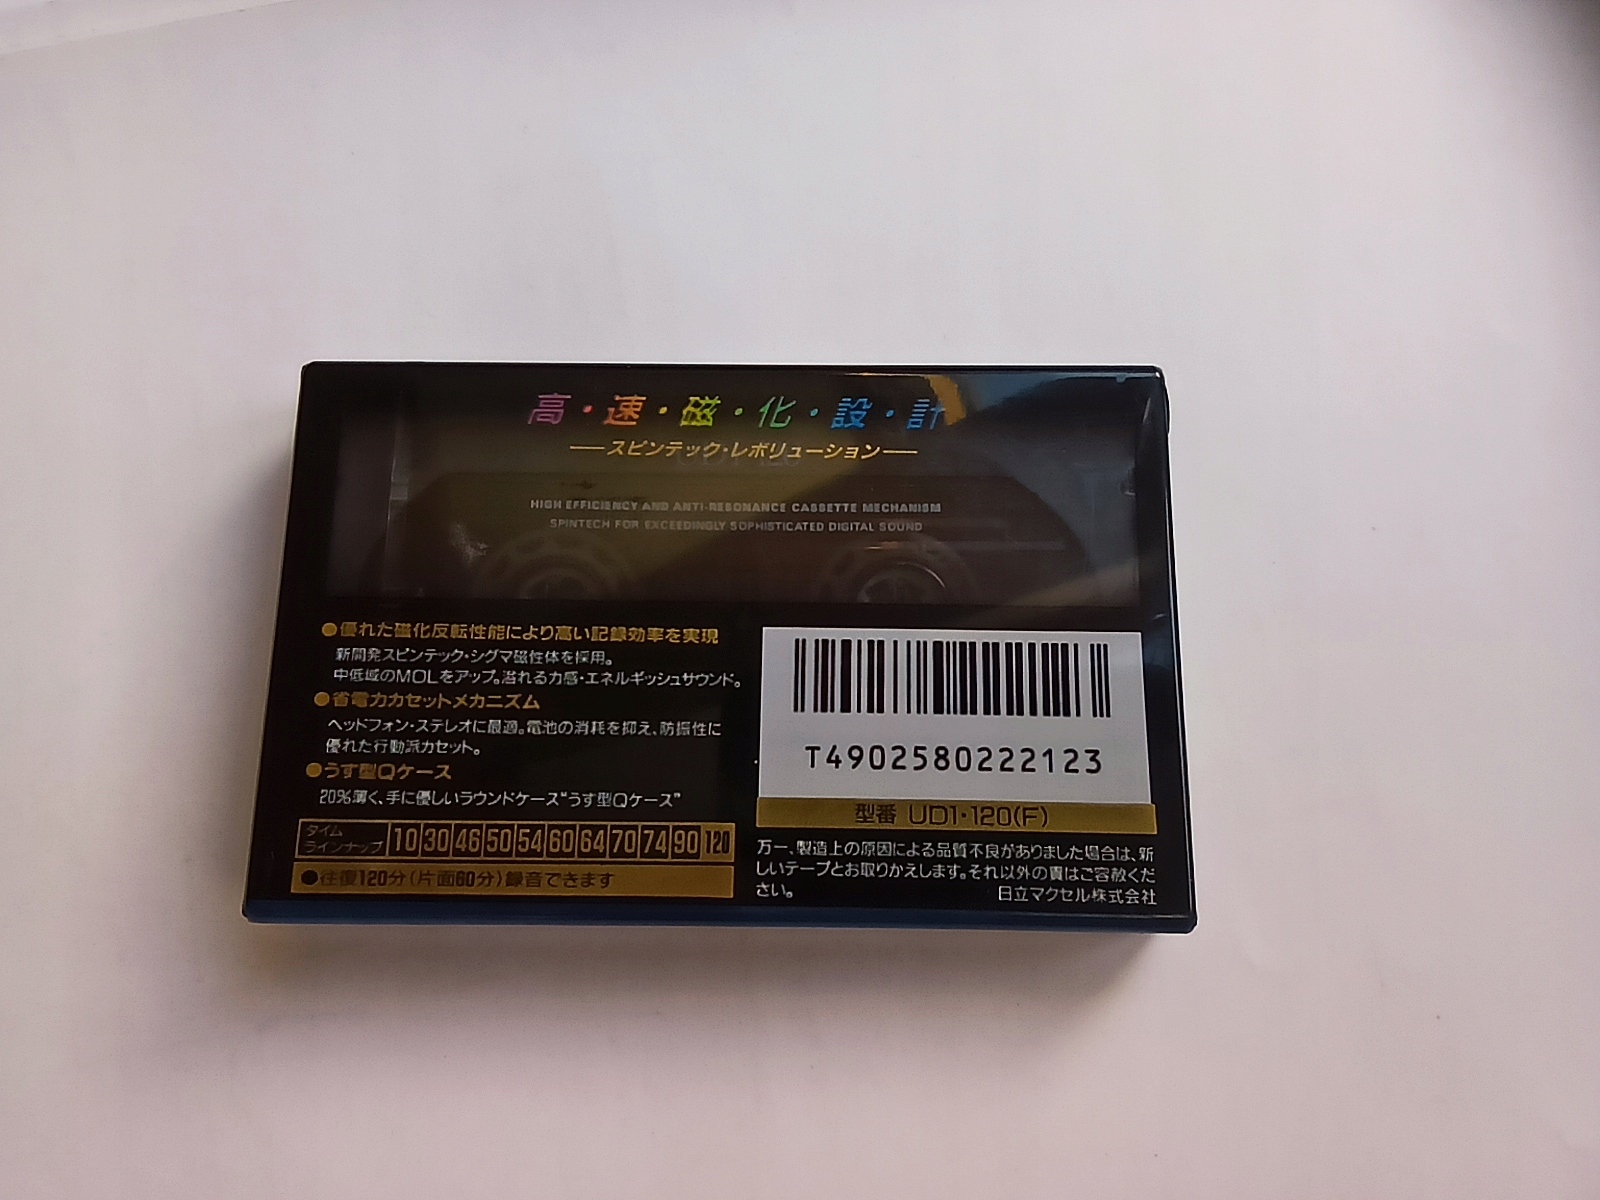 高・速・磁・化・設・計
スピンテック・レボリューション
HIGH EFFICIENCY AND ANTI-RESONANCE CASSETTE MECHANISM
SPINTECH FOR EXCEEDINGLY SOPHISTICATED DIGITAL SOUND
●優れた磁化反転性能により高い記録効率を実現
新開発スピンテック・シグマ磁性体を採用。
中低域のMOLをアップ。溢れる力感・エネルギッシュサウンド。
●省電力カセットメカニズム
ヘッドフォン・ステレオに最適。電池の消耗を抑え、防振性に
優れた行動派カセット。
●うす型Qケース
20%薄く、手に優しいラウンドケース“うす型Qケース”
タイム
ラインナップ
10 30 46 50 54 60 64 70 74 90 120
●往復120分(片面60分)録音できます
T4902580222123
型番 UD1・120(F)
万一、製造上の原因による品質不良がありました場合は、新
しいテープとお取りかえします。それ以外の責はご容赦くだ
さい。
日立マクセル株式会社